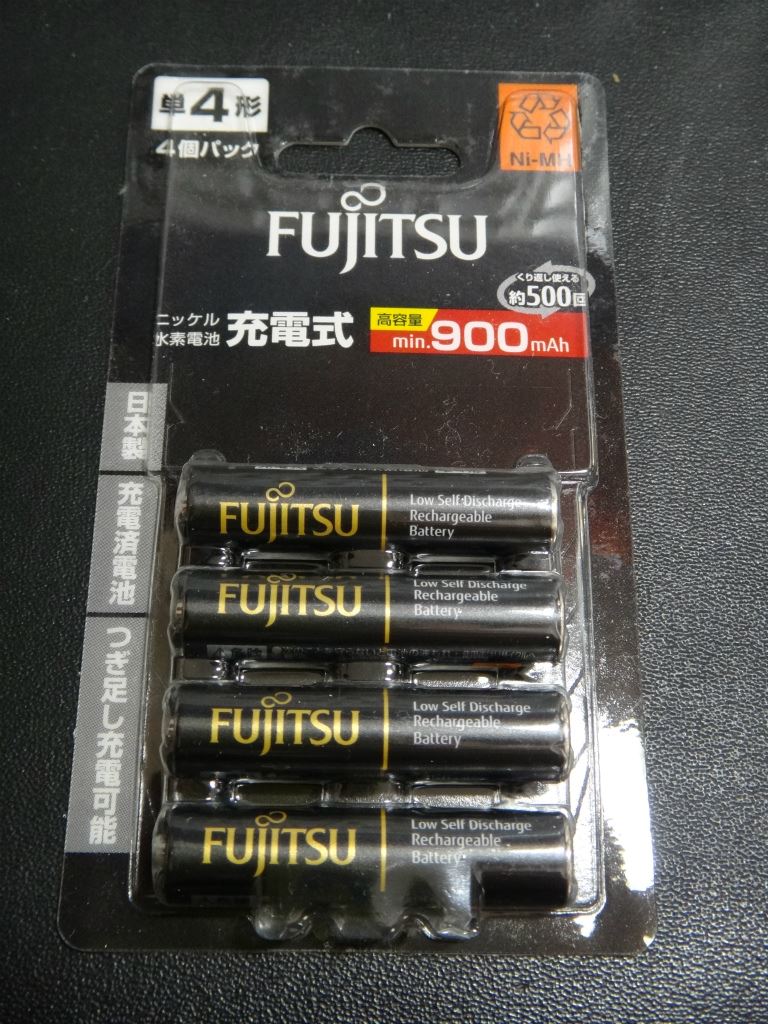 単4形
4個パック
Ni-MH
FUJITSU
くり返し使える
約500回
ニッケル
水素電池
充電式
高容量
min.900mAh
日本製
充電済電池
つぎ足し充電可能
FUJITSU
Low Self Discharge
Rechargeable
Battery
FUJITSU
Low Self Discharge
Rechargeable
Battery
FUJITSU
Low Self Discharge
Rechargeable
Battery
FUJITSU
Low Self Discharge
Rechargeable
Battery